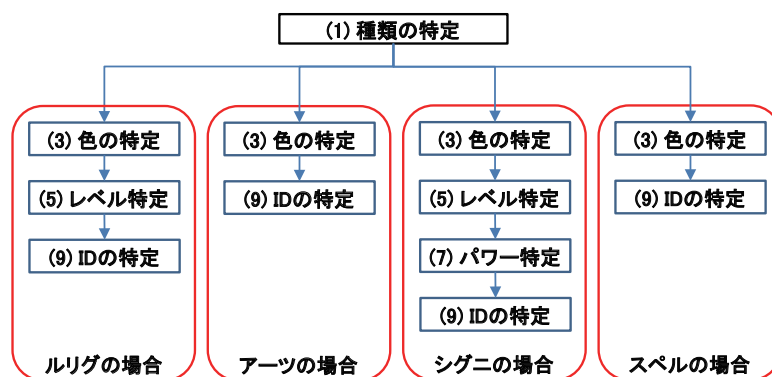 (1) 種類の特定
(3) 色の特定
(5) レベル特定
(9) IDの特定
ルリグの場合
(3) 色の特定
(9) IDの特定
アーツの場合
(3) 色の特定
(5) レベル特定
(7) パワー特定
(9) IDの特定
シグニの場合
(3) 色の特定
(9) IDの特定
スペルの場合